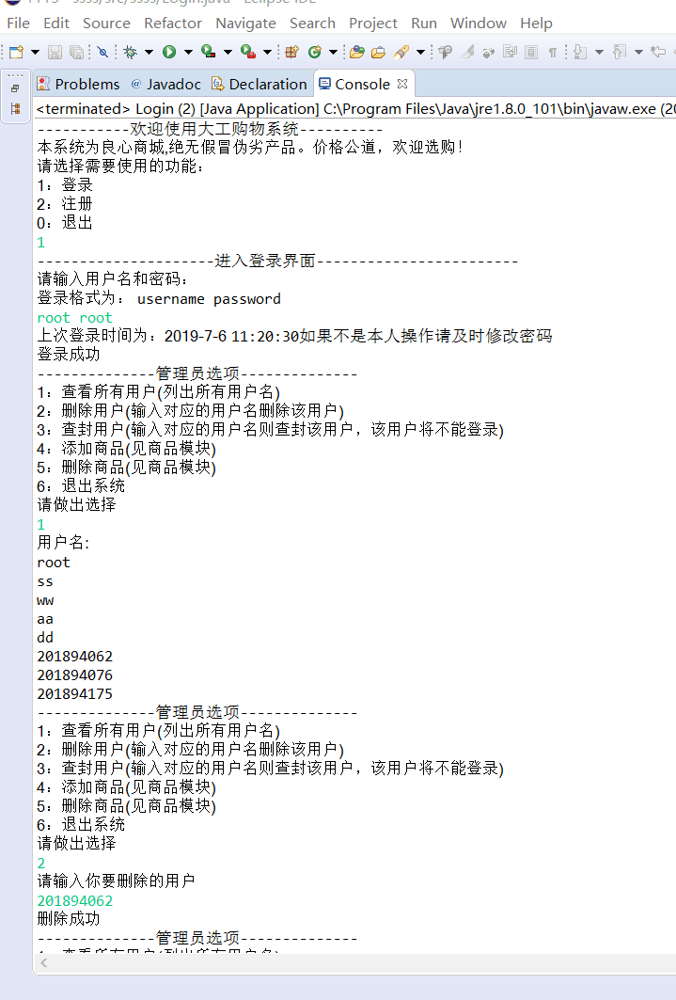 File Edit Source Refactor Navigate Search Project Run Window Help
Problems @ Javadoc Declaration Console
<terminated> Login (2) [Java Application] C:\Program Files\Java\jre1.8.0_101\bin\javaw.exe (20
-----------欢迎使用大工购物系统----------
本系统为良心商城,绝无假冒伪劣产品。价格公道，欢迎选购！
请选择需要使用的功能：
1：登录
2：注册
0：退出
1
---------------------进入登录界面------------------------
请输入用户名和密码：
登录格式为： username password
root root
上次登录时间为：2019-7-6 11:20:30如果不是本人操作请及时修改密码
登录成功
--------------管理员选项--------------
1：查看所有用户(列出所有用户名)
2：删除用户(输入对应的用户名删除该用户)
3：查封用户(输入对应的用户名则查封该用户，该用户将不能登录)
4：添加商品(见商品模块)
5：删除商品(见商品模块)
6：退出系统
请做出选择
1
用户名:
root
ss
ww
aa
dd
201894062
201894076
201894175
--------------管理员选项--------------
1：查看所有用户(列出所有用户名)
2：删除用户(输入对应的用户名删除该用户)
3：查封用户(输入对应的用户名则查封该用户，该用户将不能登录)
4：添加商品(见商品模块)
5：删除商品(见商品模块)
6：退出系统
请做出选择
2
请输入你要删除的用户
201894062
删除成功
--------------管理员选项--------------